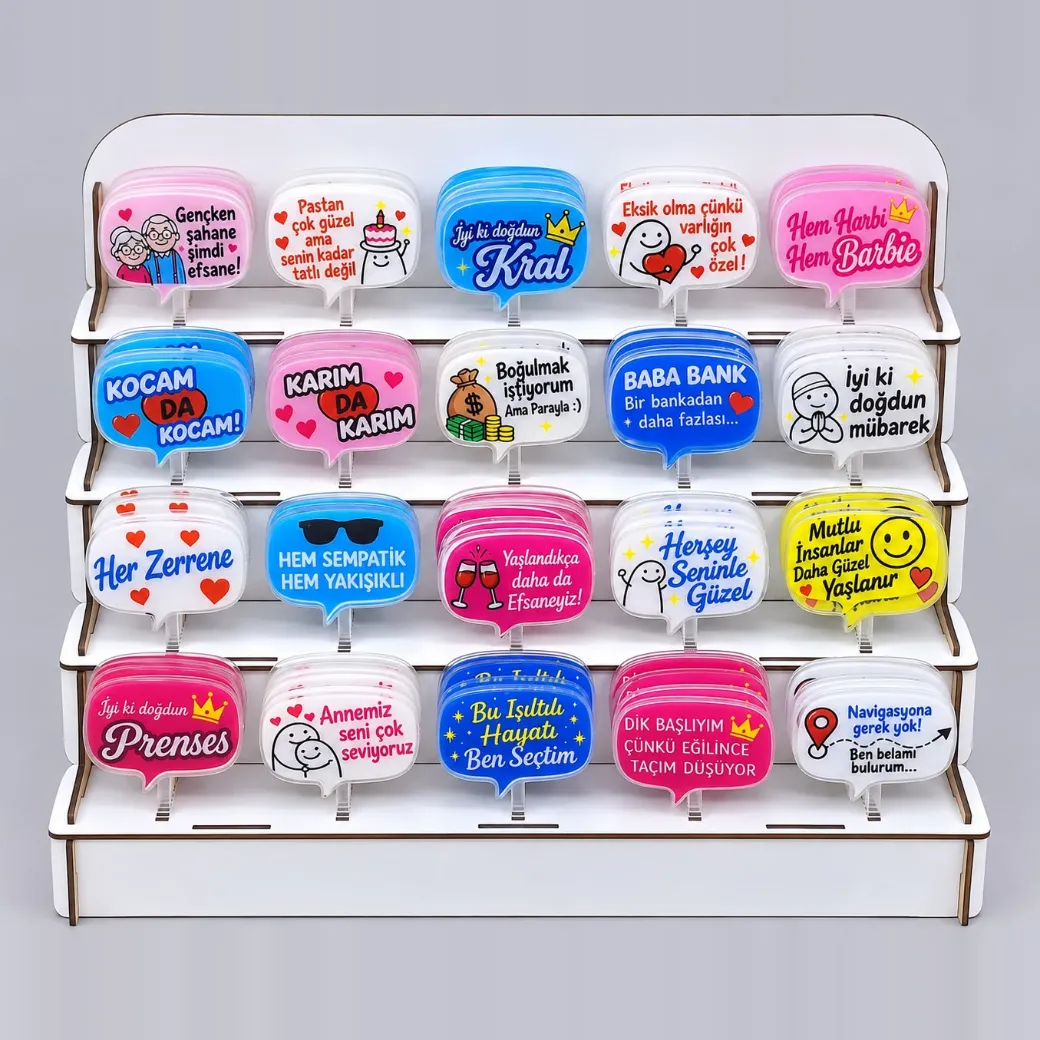 Gençken
şahane
şimdi
efsane!
Pastan
çok güzel
ama
senin kadar
tatlı değil
İyi ki doğdun
Kral
Eksik olma çünkü
varlığın
çok
özel!
Hem Harbi
Hem Barbie
KOCAM
DA
KOCAM!
KARIM
DA
KARIM
Boğulmak
iştiyorum
Ama Parayla :)
BABA BANK
Bir bankadan
daha fazlası...
İyi ki
doğdun
mübarek
Her Zerrene
HEM SEMPATİK
HEM YAKIŞIKLI
Yaşlandıkça
daha da
Efsaneyiz!
Herşey
Seninle
Güzel
Mutlu
İnsanlar
Daha Güzel
Yaşlanır
İyi ki doğdun
Prenses
Annemiz
seni çok
seviyoruz
Bu Işıltılı
Bu Işıltılı
Hayatı
Ben Seçtim
DİK BAŞLIYIM
ÇÜNKÜ EĞİLİNCE
TACIM DÜŞÜYOR
Navigasyona
gerek yok!
Ben belamı
bulurum...